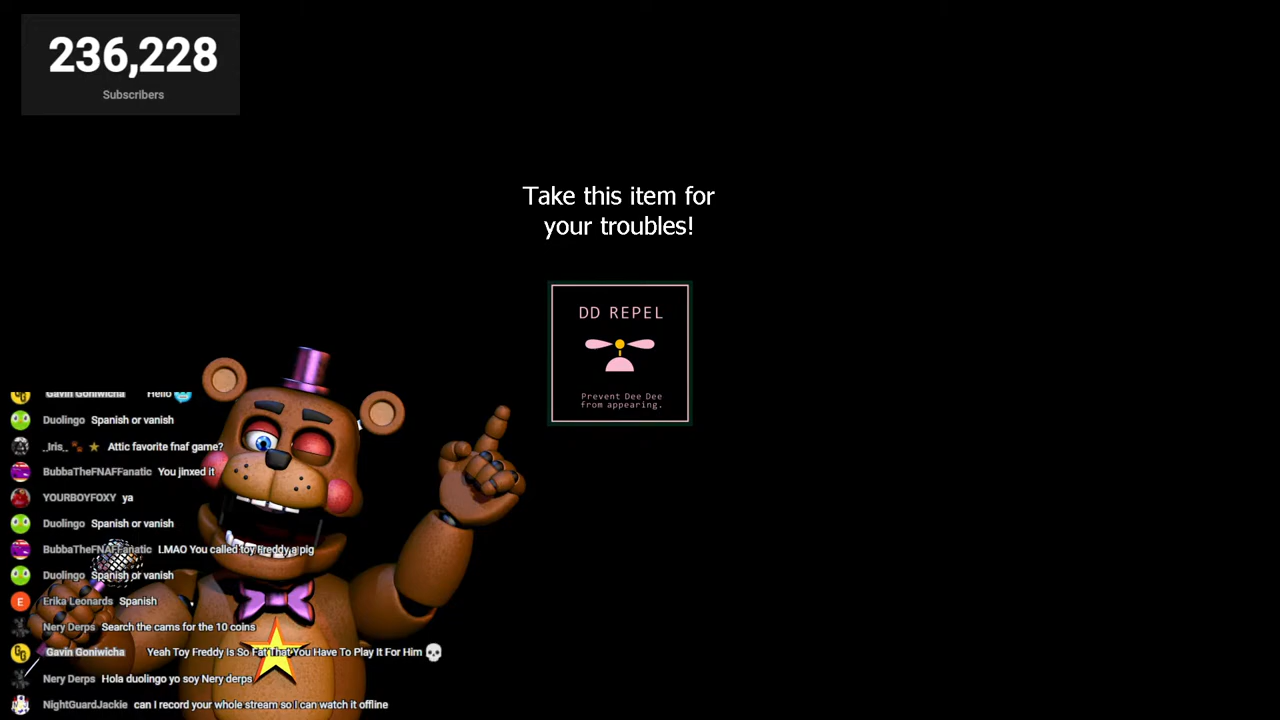 236,228
Subscribers
Take this item for
your troubles!
DD REPEL
Prevent Dee Dee
from appearing.
Gavin Goniwicha Hello 🥶
Duolingo Spanish or vanish
_Iris_ 🐾 ★ Attic favorite fnaf game?
BubbaTheFNAFFanatic You jinxed it
YOURBOYFOXY ya
Duolingo Spanish or vanish
BubbaTheFNAFFanatic LMAO You called toy Freddy a pig
Duolingo Spanish or vanish
E Erika Leonards Spanish
Nery Derps Search the cams for the 10 coins
Gavin Goniwicha Yeah Toy Freddy Is So Fat That You Have To Play It For Him 💀
Nery Derps Hola duolingo yo soy Nery derps
NightGuardJackie can I record your whole stream so I can watch it offline